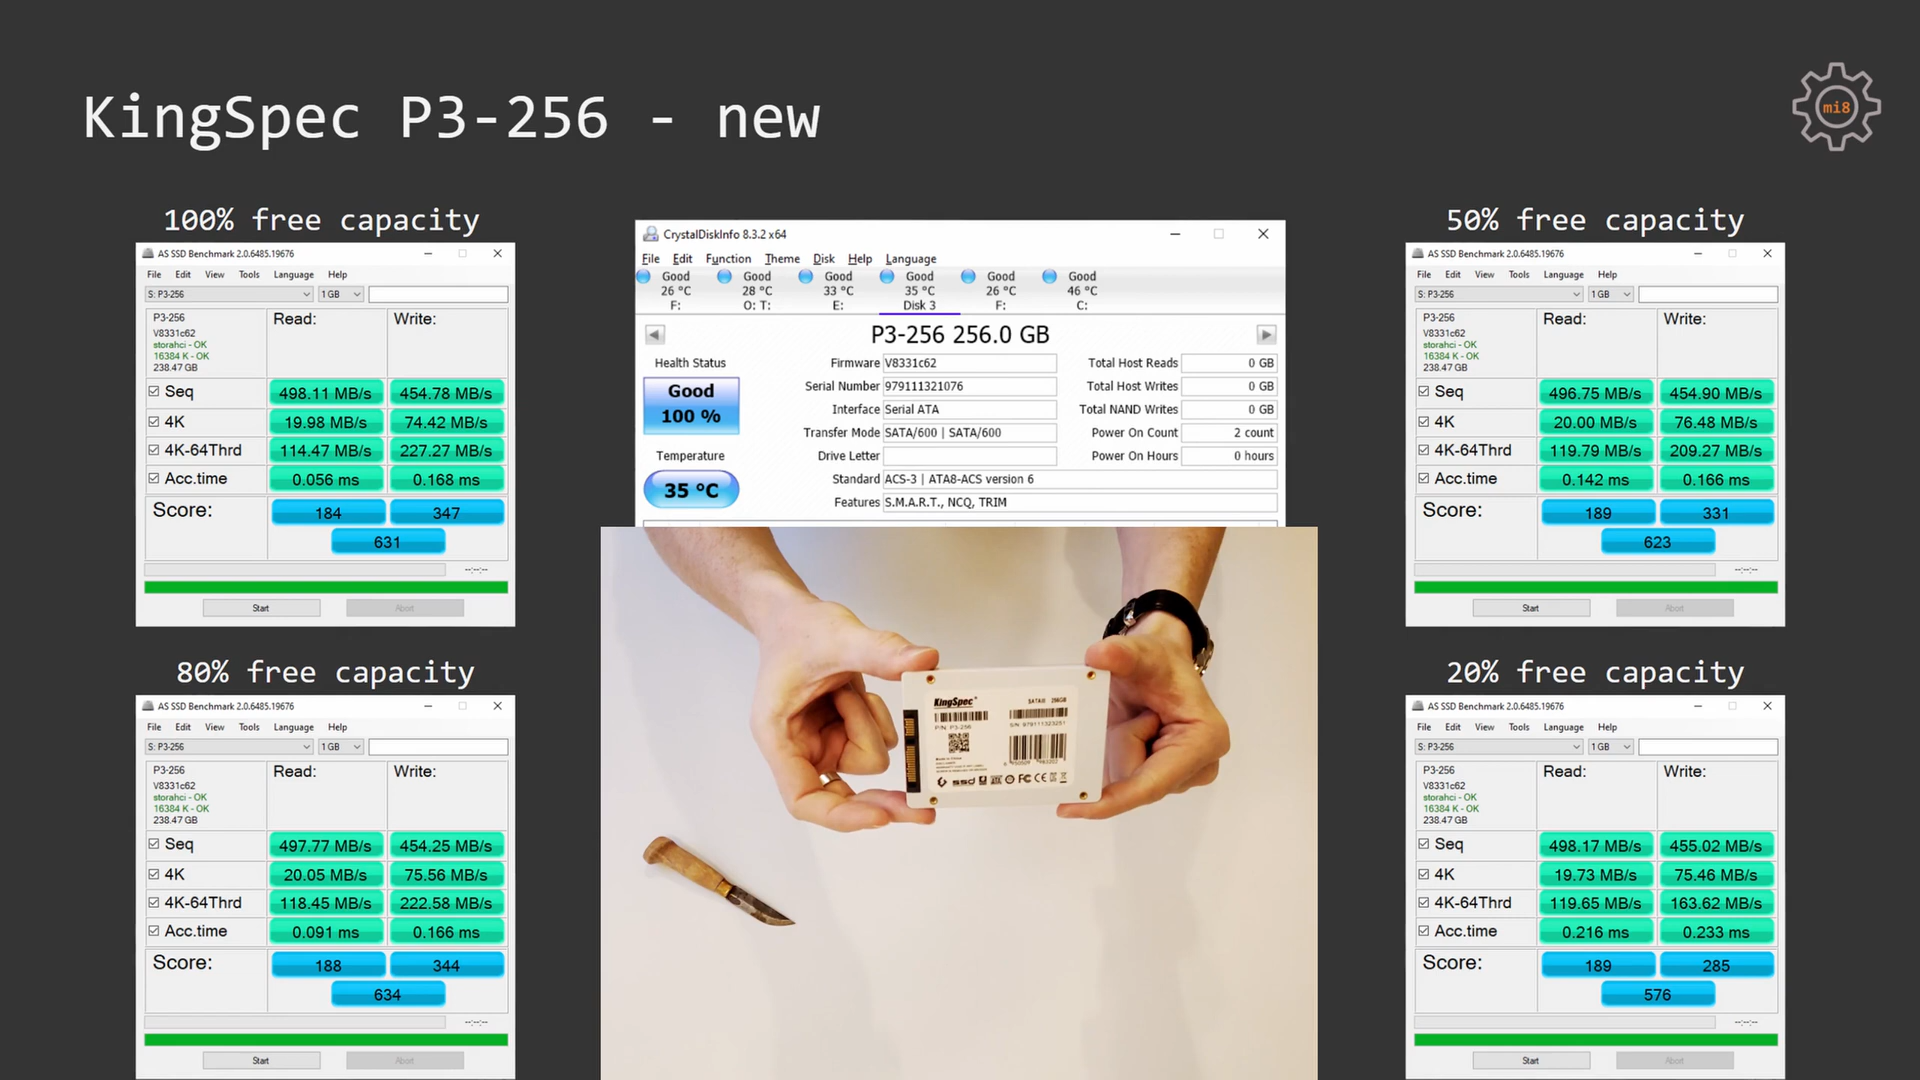 KingSpec P3-256 - new
mi8
100% free capacity
AS SSD Benchmark 2.0.6485.19676
File Edit View Tools Language Help
S: P3-256 1 GB
P3-256
V8331c62
storahci - OK
16384 K - OK
238.47 GB
Read: Write:
Seq 498.11 MB/s 454.78 MB/s
4K 19.98 MB/s 74.42 MB/s
4K-64Thrd 114.47 MB/s 227.27 MB/s
Acc.time 0.056 ms 0.168 ms
Score: 184 347
631
--:--:--
Start Abort
80% free capacity
AS SSD Benchmark 2.0.6485.19676
File Edit View Tools Language Help
S: P3-256 1 GB
P3-256
V8331c62
storahci - OK
16384 K - OK
238.47 GB
Read: Write:
Seq 497.77 MB/s 454.25 MB/s
4K 20.05 MB/s 75.56 MB/s
4K-64Thrd 118.45 MB/s 222.58 MB/s
Acc.time 0.091 ms 0.166 ms
Score: 188 344
634
--:--:--
Start Abort
CrystalDiskInfo 8.3.2 x64
File Edit Function Theme Disk Help Language
Good Good Good Good Good Good
26 °C 28 °C 33 °C 35 °C 26 °C 46 °C
F: O: T: E: Disk 3 F: C:
P3-256 256.0 GB
Health Status
Good
100 %
Temperature
35 °C
Firmware V8331c62
Serial Number 979111321076
Interface Serial ATA
Transfer Mode SATA/600 | SATA/600
Drive Letter
Standard ACS-3 | ATA8-ACS version 6
Features S.M.A.R.T., NCQ, TRIM
Total Host Reads 0 GB
Total Host Writes 0 GB
Total NAND Writes 0 GB
Power On Count 2 count
Power On Hours 0 hours
KingSpec
SATAIII 256GB
P/N: P3-256
ssd
50% free capacity
AS SSD Benchmark 2.0.6485.19676
File Edit View Tools Language Help
S: P3-256 1 GB
P3-256
V8331c62
storahci - OK
16384 K - OK
238.47 GB
Read: Write:
Seq 496.75 MB/s 454.90 MB/s
4K 20.00 MB/s 76.48 MB/s
4K-64Thrd 119.79 MB/s 209.27 MB/s
Acc.time 0.142 ms 0.166 ms
Score: 189 331
623
--:--:--
Start Abort
20% free capacity
AS SSD Benchmark 2.0.6485.19676
File Edit View Tools Language Help
S: P3-256 1 GB
P3-256
V8331c62
storahci - OK
16384 K - OK
238.47 GB
Read: Write:
Seq 498.17 MB/s 455.02 MB/s
4K 19.73 MB/s 75.46 MB/s
4K-64Thrd 119.65 MB/s 163.62 MB/s
Acc.time 0.216 ms 0.233 ms
Score: 189 285
576
--:--:--
Start Abort